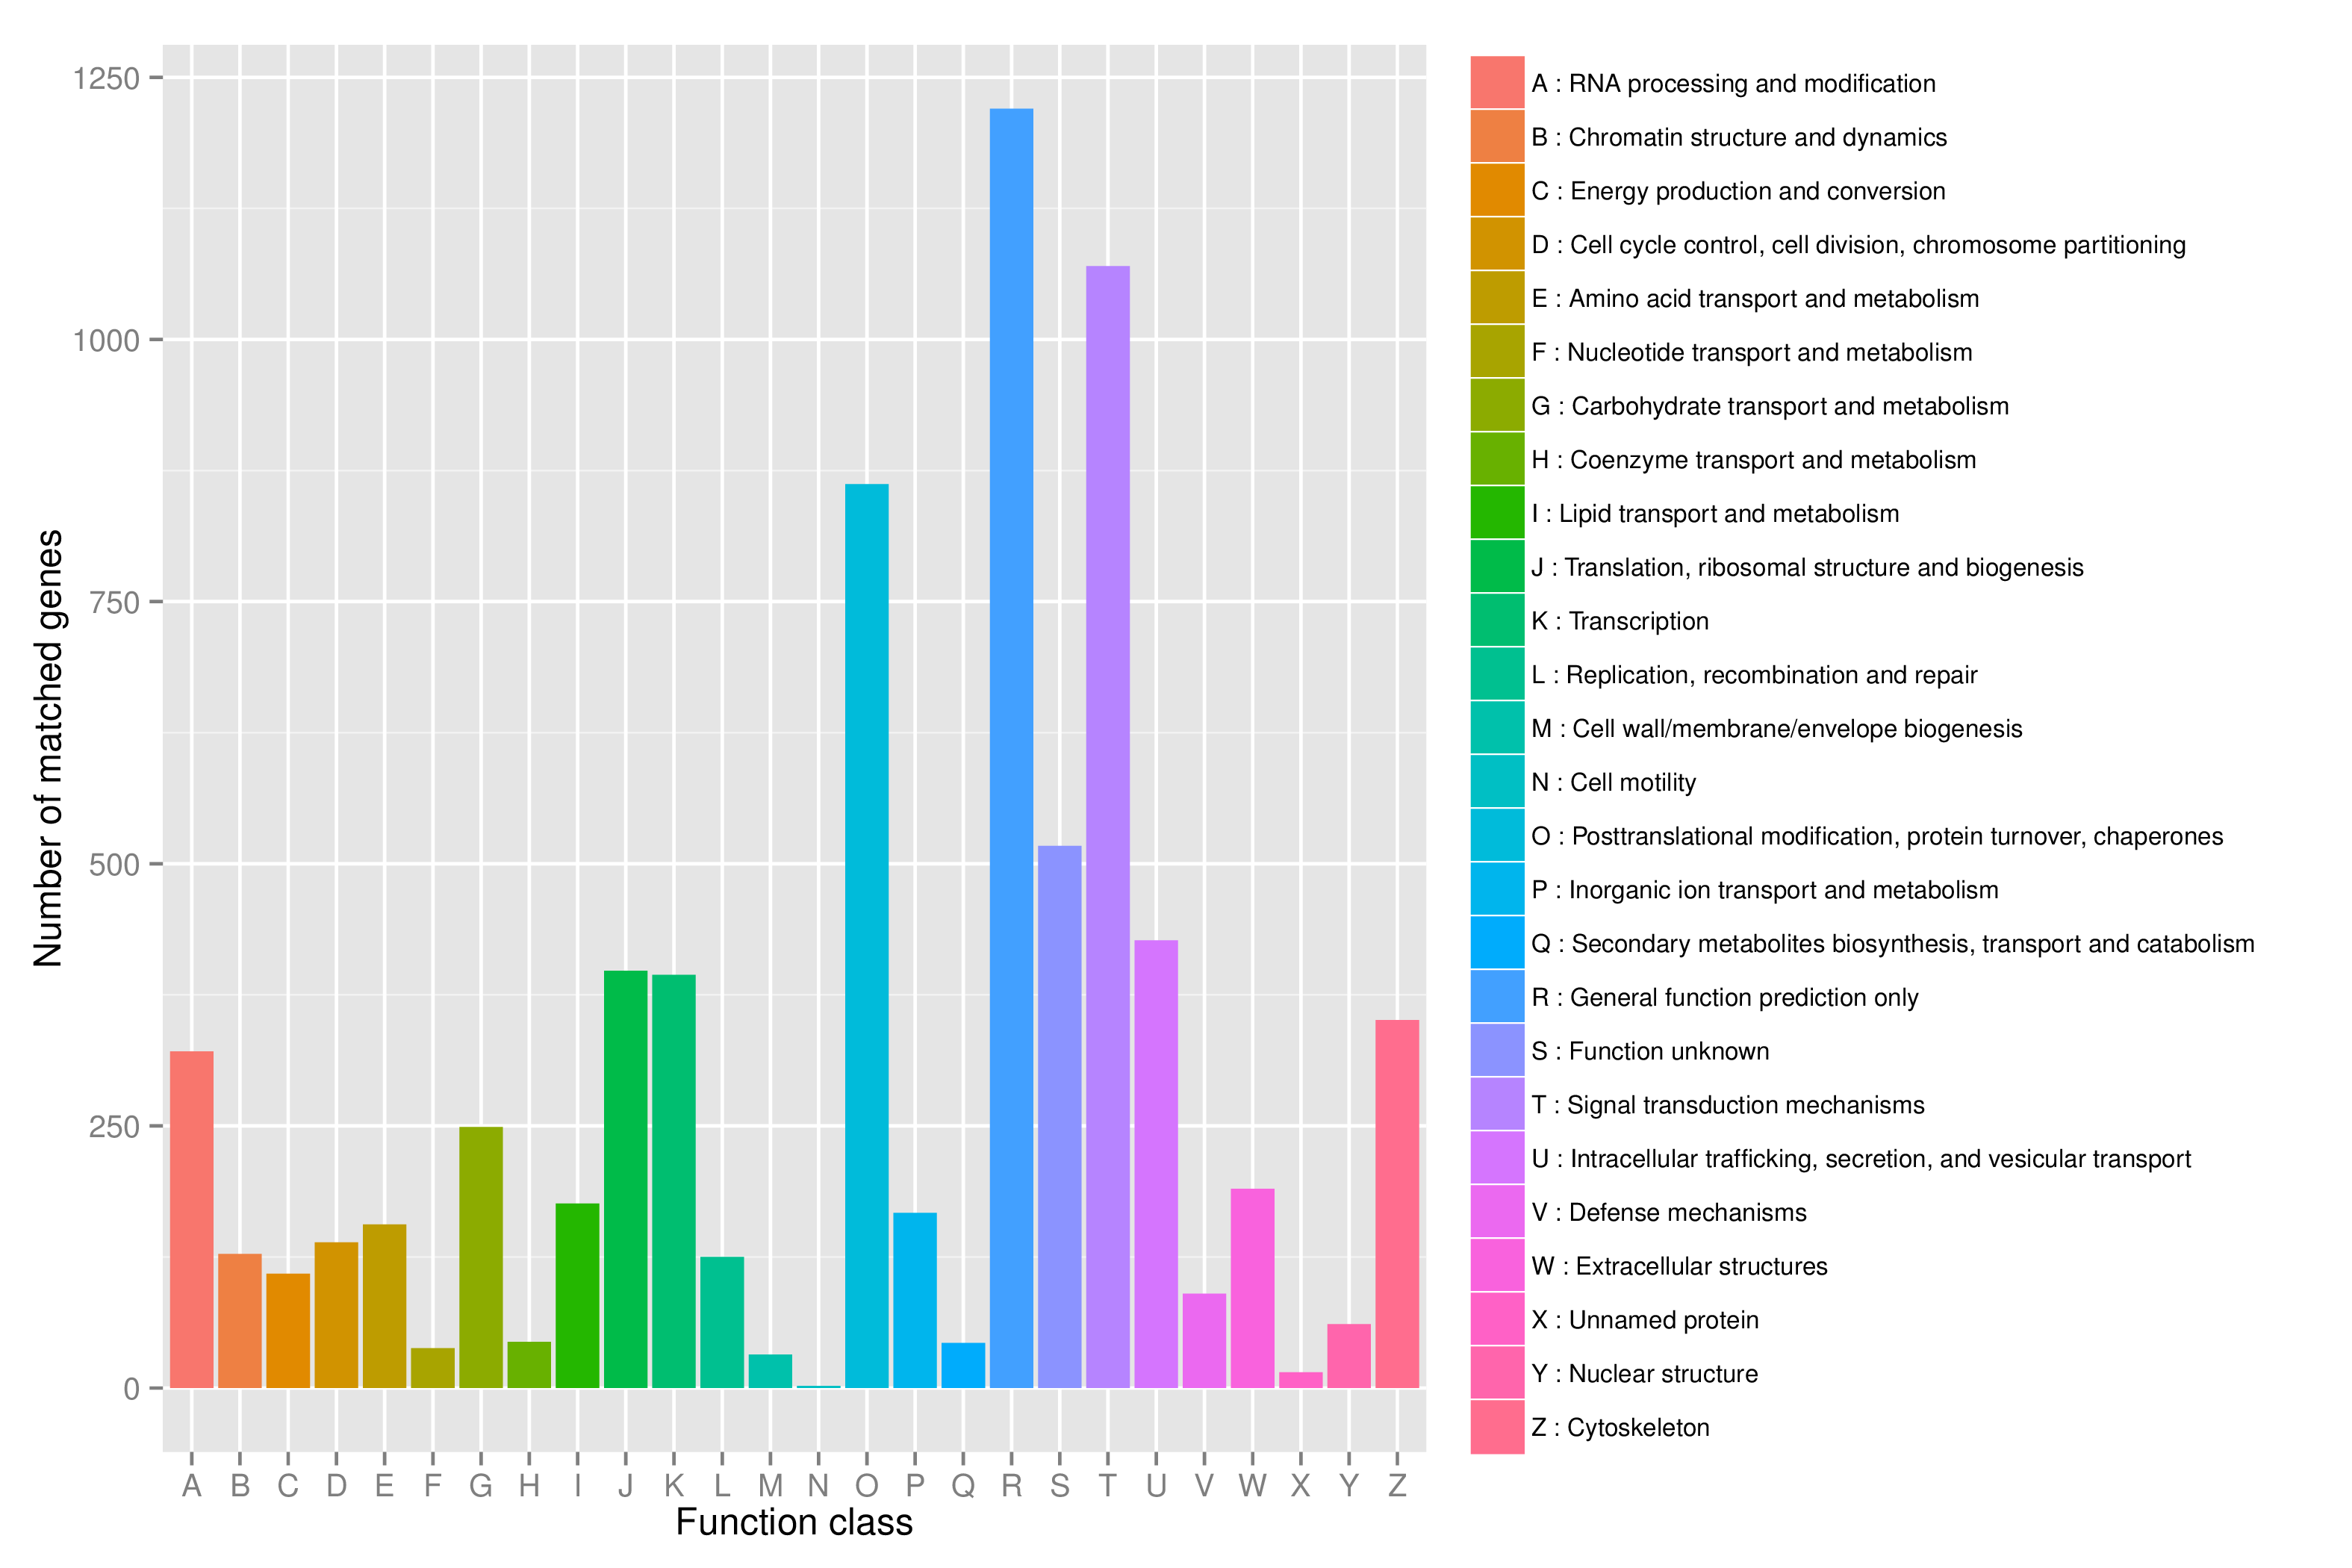 1250
1000
750
500
250
0
Number of matched genes
A B C D E F G H I J K L M N O P Q R S T U V W X Y Z
Function class
A : RNA processing and modification
B : Chromatin structure and dynamics
C : Energy production and conversion
D : Cell cycle control, cell division, chromosome partitioning
E : Amino acid transport and metabolism
F : Nucleotide transport and metabolism
G : Carbohydrate transport and metabolism
H : Coenzyme transport and metabolism
I : Lipid transport and metabolism
J : Translation, ribosomal structure and biogenesis
K : Transcription
L : Replication, recombination and repair
M : Cell wall/membrane/envelope biogenesis
N : Cell motility
O : Posttranslational modification, protein turnover, chaperones
P : Inorganic ion transport and metabolism
Q : Secondary metabolites biosynthesis, transport and catabolism
R : General function prediction only
S : Function unknown
T : Signal transduction mechanisms
U : Intracellular trafficking, secretion, and vesicular transport
V : Defense mechanisms
W : Extracellular structures
X : Unnamed protein
Y : Nuclear structure
Z : Cytoskeleton